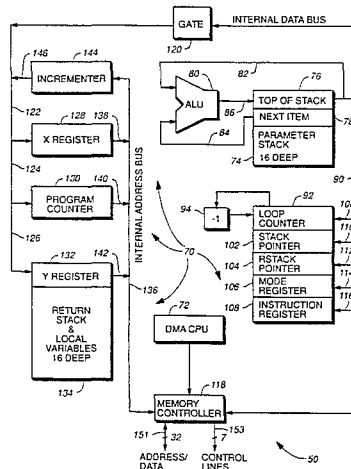 GATE
120
INTERNAL DATA BUS
146
144
INCREMENTER
122
128
138
X REGISTER
124
130
140
PROGRAM
COUNTER
126
132
142
Y REGISTER
136
RETURN
STACK
&
LOCAL
VARIABLES
16 DEEP
134
INTERNAL ADDRESS BUS
80
82
76
ALU
86
TOP OF STACK
NEXT ITEM
78
84
PARAMETER
STACK
74
16 DEEP
90
92
94
-1
LOOP
COUNTER
102
STACK
POINTER
104
RSTACK
POINTER
106
MODE
REGISTER
108
INSTRUCTION
REGISTER
110
114
116
70
72
DMA CPU
118
MEMORY
CONTROLLER
151
32
153
7
ADDRESS/
DATA
CONTROL
LINES
50